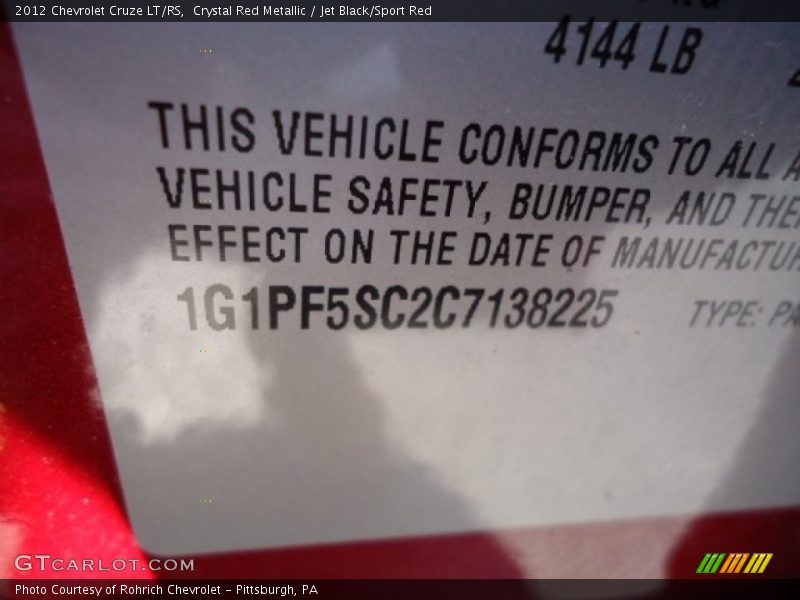 2012 Chevrolet Cruze LT/RS,  Crystal Red Metallic / Jet Black/Sport Red
4144 LB
THIS VEHICLE CONFORMS TO ALL
VEHICLE SAFETY, BUMPER, AND
EFFECT ON THE DATE OF
1G1PF5SC2C7138225 TYPE:
GTCARLOT.COM
Photo Courtesy of Rohrich Chevrolet - Pittsburgh, PA